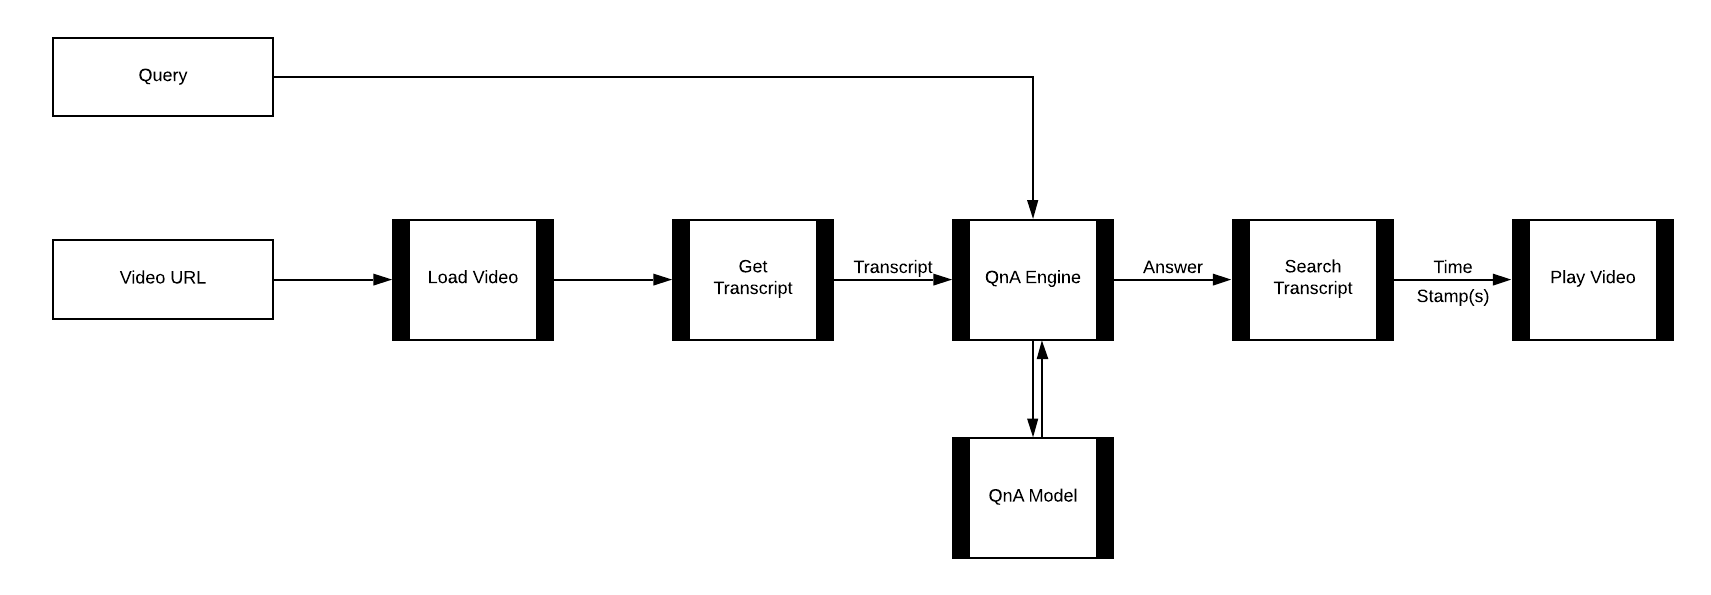 Query
Video URL
Load Video
Get
Transcript
Transcript
QnA Engine
Answer
Search
Transcript
Time
Stamp(s)
Play Video
QnA Model